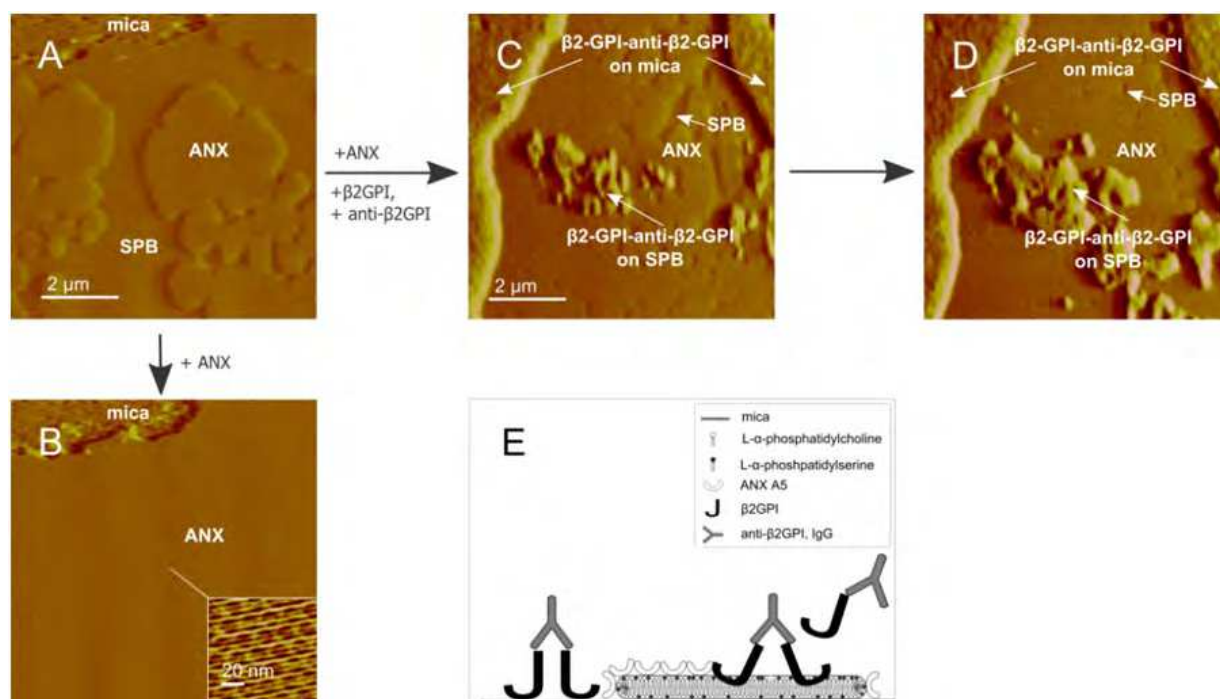 A
mica
ANX
SPB
2 µm
+ANX
+β2GPI,
+ anti-β2GPI
C
β2-GPI-anti-β2-GPI
on mica
SPB
ANX
β2-GPI-anti-β2-GPI
on SPB
2 µm
D
β2-GPI-anti-β2-GPI
on mica
SPB
ANX
β2-GPI-anti-β2-GPI
on SPB
+ ANX
B
mica
ANX
20 nm
E
mica
L-α-phosphatidylcholine
L-α-phoshpatidylserine
ANX A5
β2GPI
anti-β2GPI, IgG